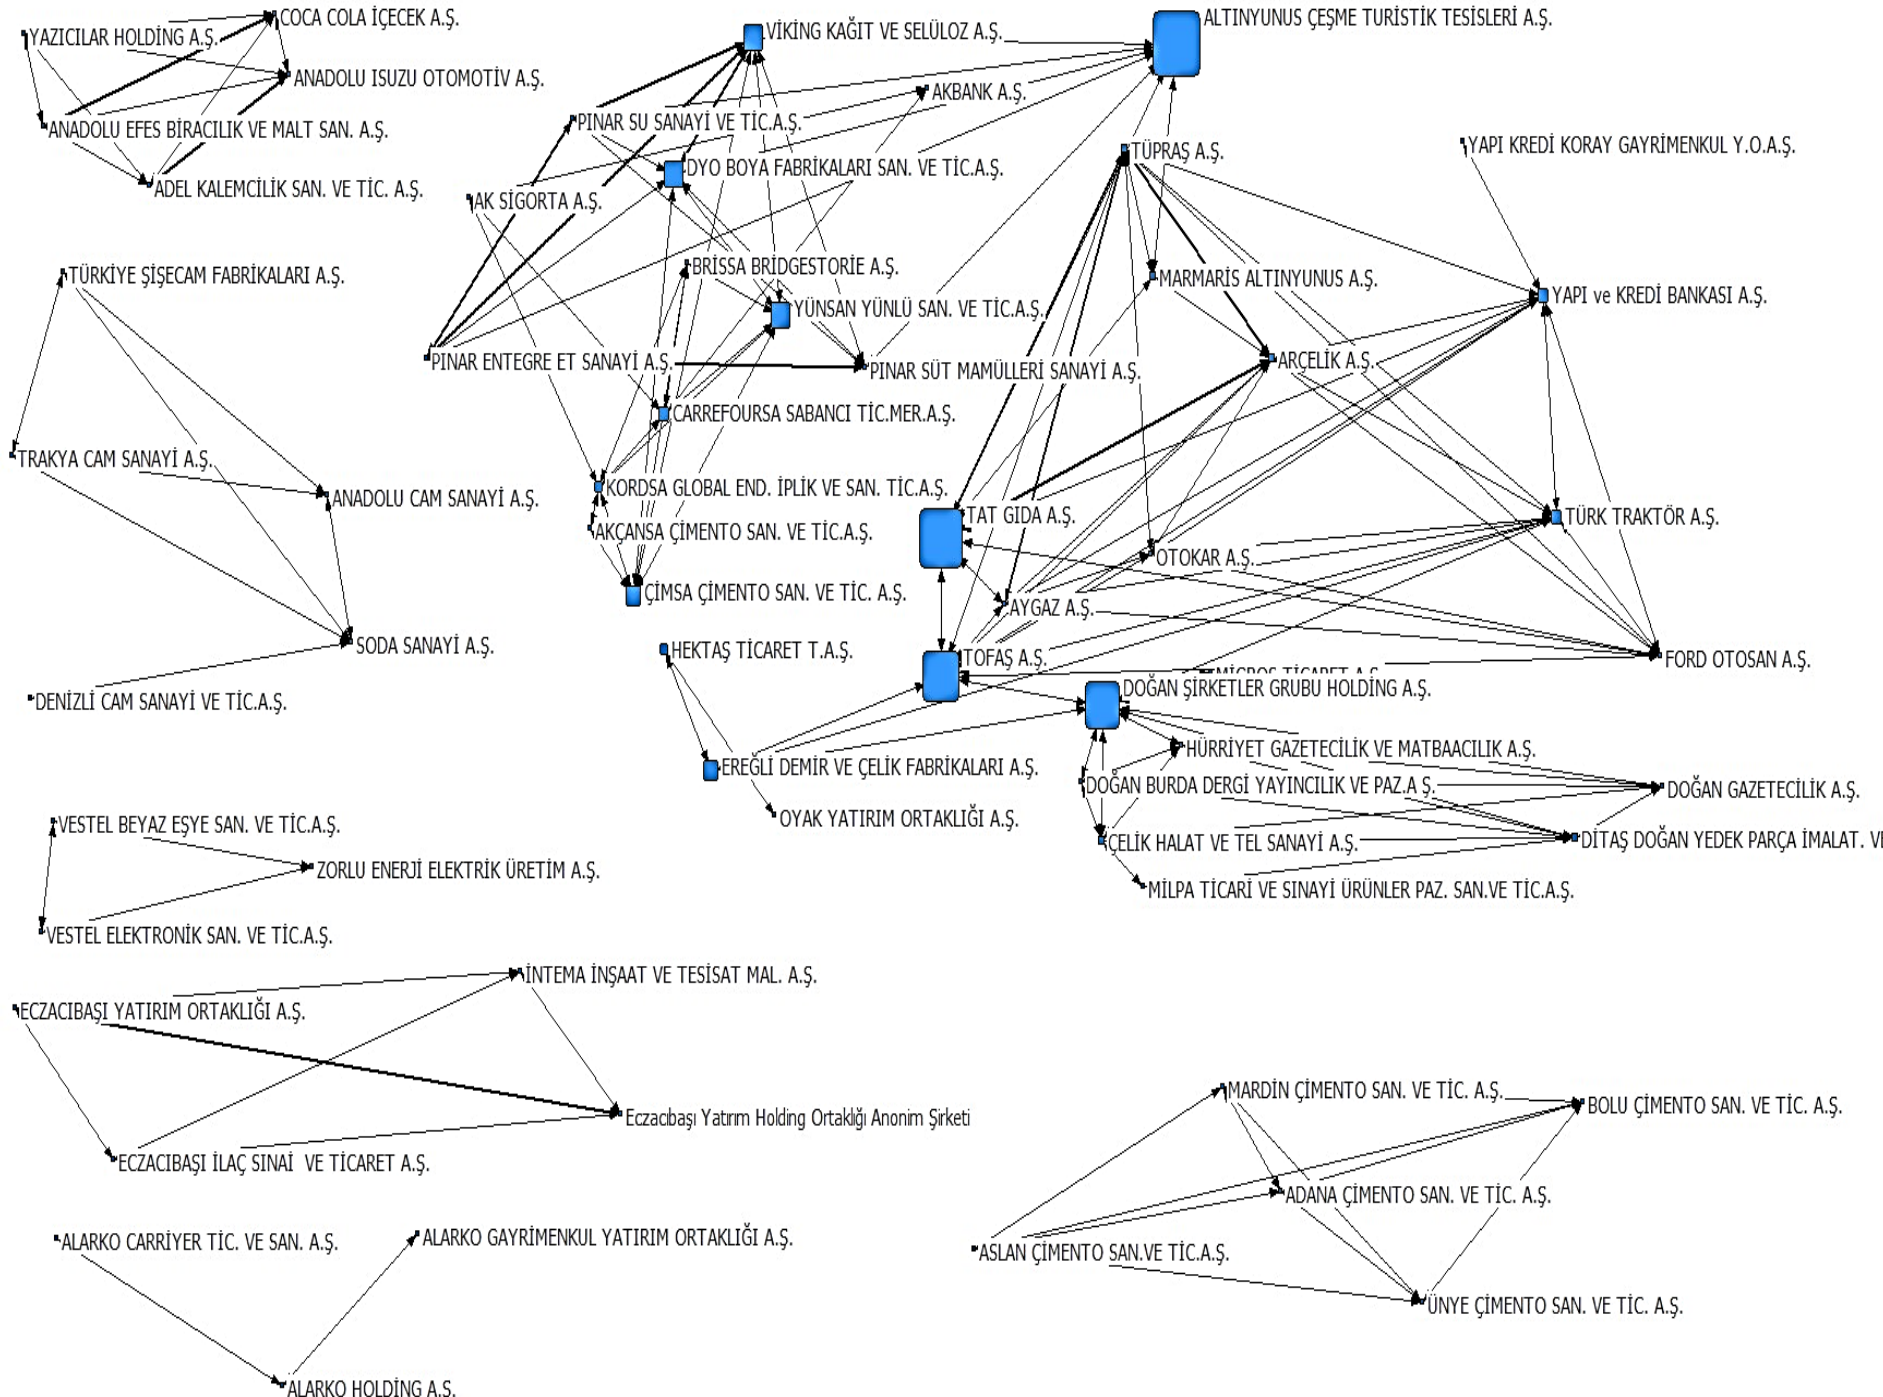 COCA COLA İÇECEK A.Ş.
YAZICILAR HOLDİNG A.Ş.
ANADOLU ISUZU OTOMOTİV A.Ş.
ANADOLU EFES BİRACILIK VE MALT SAN. A.Ş.
ADEL KALEMCİLİK SAN. VE TİC. A.Ş.
VİKİNG KAĞIT VE SELÜLOZ A.Ş.
ALTINYUNUS ÇEŞME TURİSTİK TESİSLERİ A.Ş.
AKBANK A.Ş.
PINAR SU SANAYİ VE TİC.A.Ş.
DYO BOYA FABRİKALARI SAN. VE TİC.A.Ş.
AK SİGORTA A.Ş.
TÜPRAŞ A.Ş.
YAPI KREDİ KORAY GAYRİMENKUL Y.O.A.Ş.
TÜRKİYE ŞİŞECAM FABRİKALARI A.Ş.
BRİSSA BRİDGESTORİE A.Ş.
MARMARİS ALTINYUNUS A.Ş.
YAPI ve KREDİ BANKASI A.Ş.
YÜNSAN YÜNLÜ SAN. VE TİC.A.Ş.
PINAR ENTEGRE ET SANAYİ A.Ş.
PINAR SÜT MAMÜLLERİ SANAYİ A.Ş.
ARÇELİK A.Ş.
CARREFOURSA SABANCI TİC.MER.A.Ş.
TRAKYA CAM SANAYİ A.Ş.
ANADOLU CAM SANAYİ A.Ş.
KORDSA GLOBAL END. İPLİK VE SAN. TİC.A.Ş.
AKÇANSA ÇİMENTO SAN. VE TİC.A.Ş.
TAT GIDA A.Ş.
TÜRK TRAKTÖR A.Ş.
OTOKAR A.Ş.
ÇİMSA ÇİMENTO SAN. VE TİC. A.Ş.
AYGAZ A.Ş.
SODA SANAYİ A.Ş.
HEKTAŞ TİCARET T.A.Ş.
TOFAŞ A.Ş.
MİGROS TİCARET A.Ş.
FORD OTOSAN A.Ş.
DENİZLİ CAM SANAYİ VE TİC.A.Ş.
DOĞAN ŞİRKETLER GRUBU HOLDİNG A.Ş.
HÜRRİYET GAZETECİLİK VE MATBAACILIK A.Ş.
EREĞLİ DEMİR VE ÇELİK FABRİKALARI A.Ş.
DOĞAN BURDA DERGİ YAYINCILIK VE PAZ.A Ş.
DOĞAN GAZETECİLİK A.Ş.
OYAK YATIRIM ORTAKLIĞI A.Ş.
ÇELİK HALAT VE TEL SANAYİ A.Ş.
DİTAŞ DOĞAN YEDEK PARÇA İMALAT. VE
MİLPA TİCARİ VE SINAYİ ÜRÜNLER PAZ. SAN.VE TİC.A.Ş.
VESTEL BEYAZ EŞYE SAN. VE TİC.A.Ş.
ZORLU ENERJİ ELEKTRİK ÜRETİM A.Ş.
VESTEL ELEKTRONİK SAN. VE TİC.A.Ş.
İNTEMA İNŞAAT VE TESİSAT MAL. A.Ş.
ECZACIBAŞI YATIRIM ORTAKLIĞI A.Ş.
Eczacıbaşı Yatırım Holding Ortaklığı Anonim Şirketi
ECZACIBAŞI İLAÇ SINAİ VE TİCARET A.Ş.
MARDİN ÇİMENTO SAN. VE TİC. A.Ş.
BOLU ÇİMENTO SAN. VE TİC. A.Ş.
ADANA ÇİMENTO SAN. VE TİC. A.Ş.
ASLAN ÇİMENTO SAN.VE TİC.A.Ş.
ÜNYE ÇİMENTO SAN. VE TİC. A.Ş.
ALARKO CARRİYER TİC. VE SAN. A.Ş.
ALARKO GAYRİMENKUL YATIRIM ORTAKLIĞI A.Ş.
ALARKO HOLDİNG A.Ş.